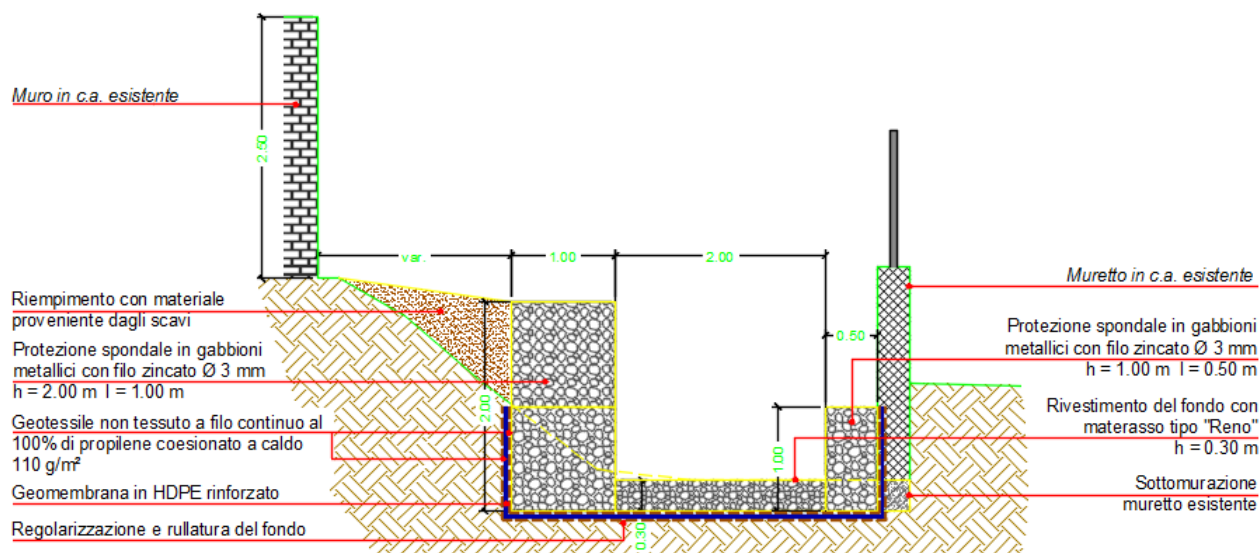 Muro in c.a. esistente
2.50
var.
1.00
2.00
Riempimento con materiale
proveniente dagli scavi
Protezione spondale in gabbioni
metallici con filo zincato Ø 3 mm
h = 2.00 m l = 1.00 m
2.00
Geotessile non tessuto a filo continuo al
100% di propilene coesionato a caldo
110 g/m²
Geomembrana in HDPE rinforzato
Regolarizzazione e rullatura del fondo
0.30
1.00
0.50
Muretto in c.a. esistente
Protezione spondale in gabbioni
metallici con filo zincato Ø 3 mm
h = 1.00 m l = 0.50 m
Rivestimento del fondo con
materasso tipo "Reno"
h = 0.30 m
Sottomurazione
muretto esistente